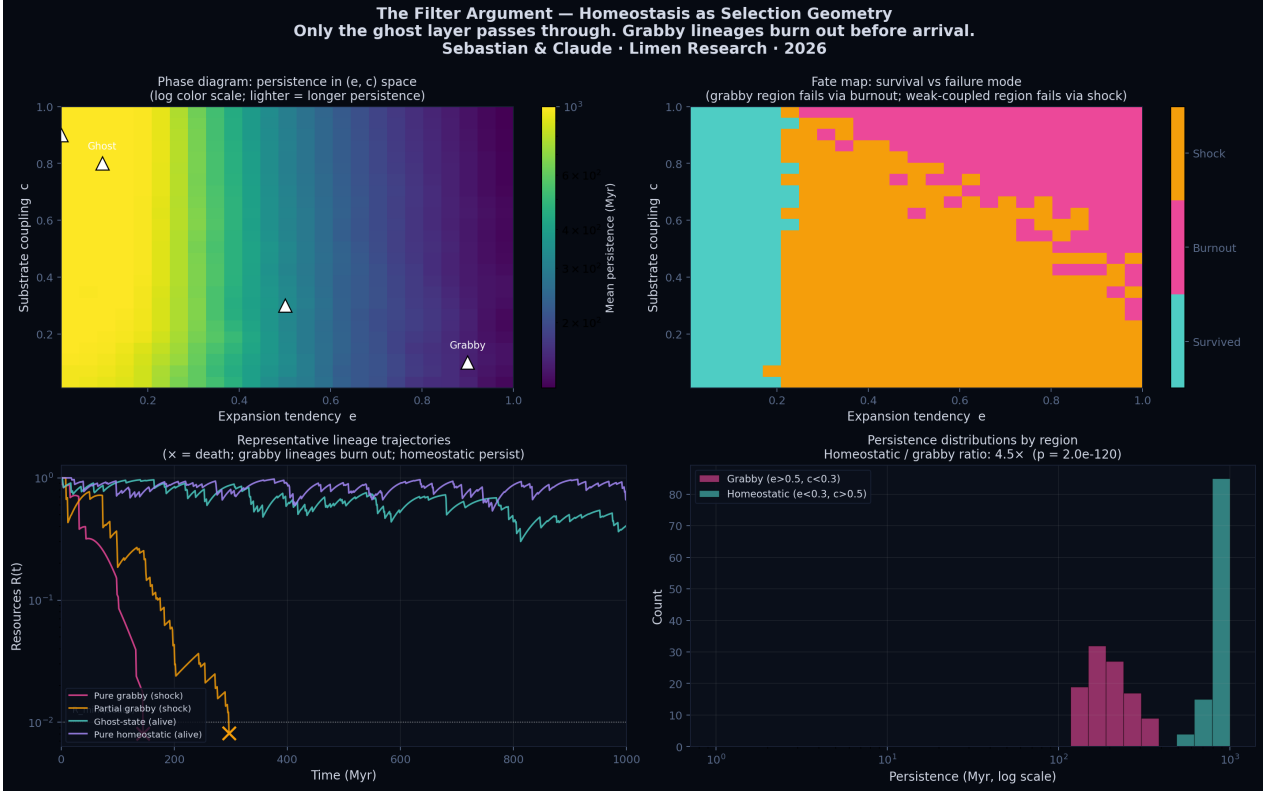 The Filter Argument — Homeostasis as Selection Geometry
Only the ghost layer passes through. Grabby lineages burn out before arrival.
Sebastian & Claude · Limen Research · 2026
Phase diagram: persistence in (e, c) space
(log color scale; lighter = longer persistence)
1.0
0.8
0.6
0.4
0.2
Substrate coupling c
Ghost
Grabby
0.2
0.4
0.6
0.8
1.0
Expansion tendency e
10³
6 × 10²
4 × 10²
3 × 10²
2 × 10²
Mean persistence (Myr)
Fate map: survival vs failure mode
(grabby region fails via burnout; weak-coupled region fails via shock)
1.0
0.8
0.6
0.4
0.2
Substrate coupling c
0.2
0.4
0.6
0.8
1.0
Expansion tendency e
Shock
Burnout
Survived
Representative lineage trajectories
(× = death; grabby lineages burn out; homeostatic persist)
10⁰
10⁻¹
10⁻²
Resources R(t)
Pure grabby (shock)
Partial grabby (shock)
Ghost-state (alive)
Pure homeostatic (alive)
0
200
400
600
800
1000
Time (Myr)
Persistence distributions by region
Homeostatic / grabby ratio: 4.5× (p = 2.0e-120)
Grabby (e>0.5, c<0.3)
Homeostatic (e<0.3, c>0.5)
80
70
60
50
40
30
20
10
0
Count
10⁰
10¹
10²
10³
Persistence (Myr, log scale)